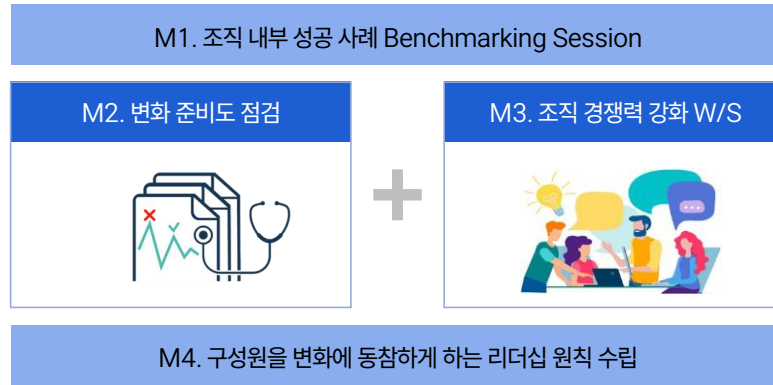 M1. 조직 내부 성공 사례 Benchmarking Session
M2. 변화 준비도 점검
M3. 조직 경쟁력 강화 W/S
M4. 구성원을 변화에 동참하게 하는 리더십 원칙 수립